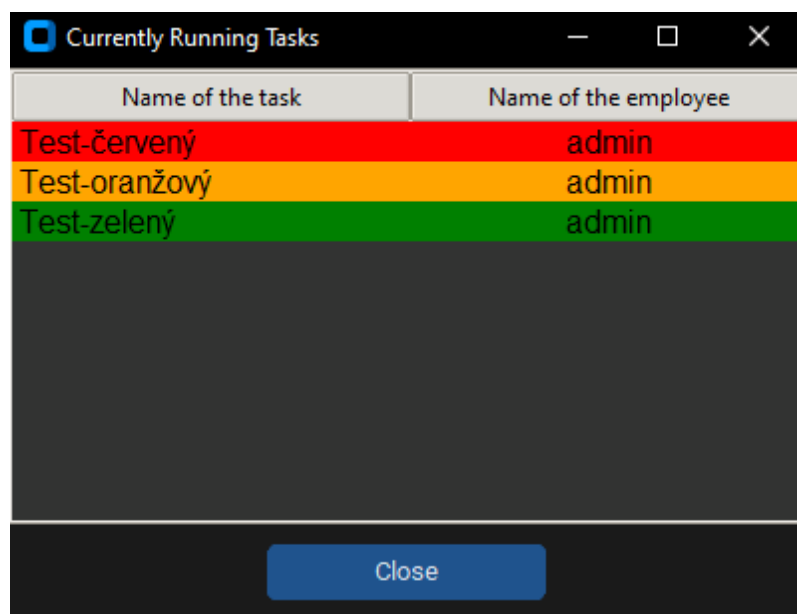 Currently Running Tasks
Name of the task Name of the employee
Test-červený admin
Test-oranžový admin
Test-zelený admin
Close